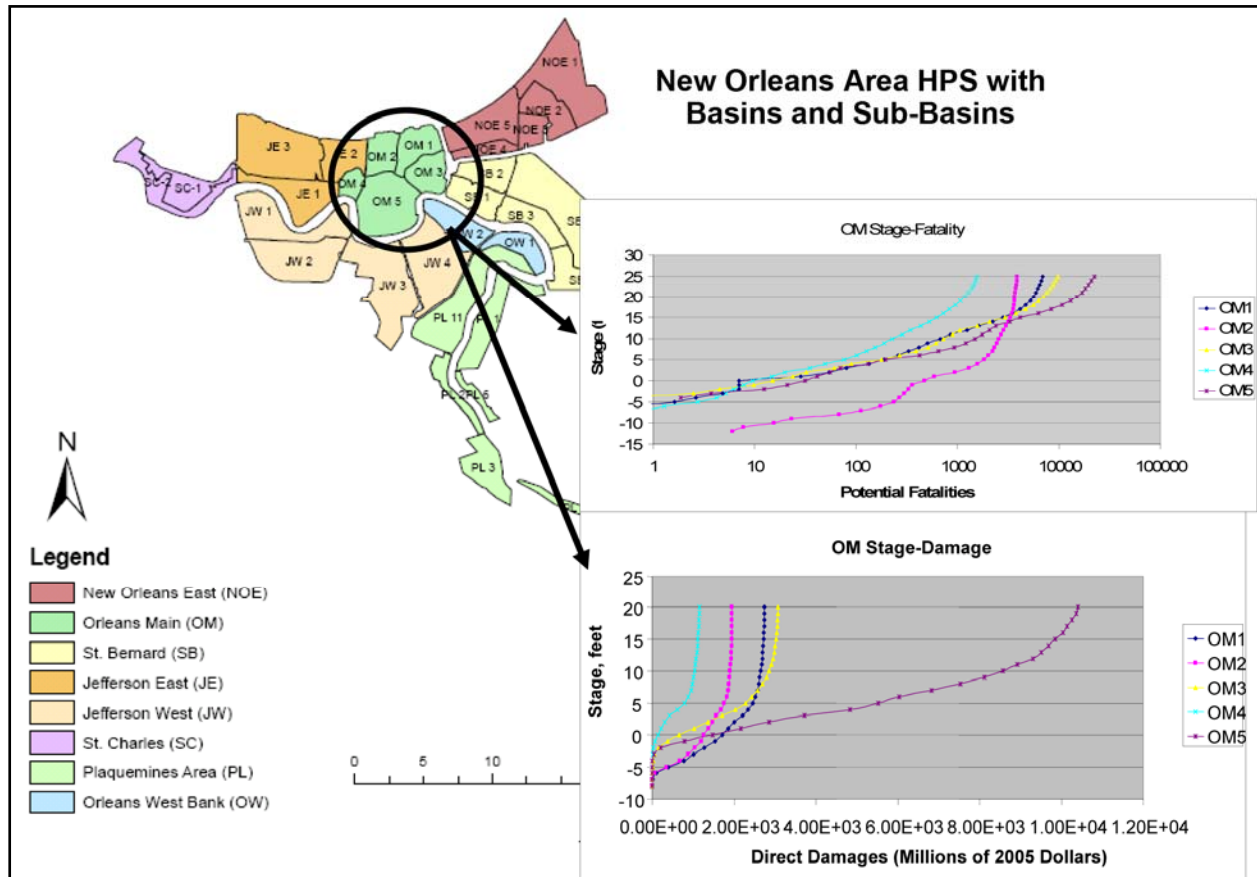 New Orleans Area HPS with
Basins and Sub-Basins
NOE 1
NOE 2
NOE 5
NOE 4
JE 3
OM 2
OM 1
OM 3
OM 4
OM 5
JE 1
SC-1
SB 2
SB 3
JW 1
JW 2
JW 3
JW 4
OW 1
PL 11
PL 3
N
Legend
New Orleans East (NOE)
Orleans Main (OM)
St. Bernard (SB)
Jefferson East (JE)
Jefferson West (JW)
St. Charles (SC)
Plaquemines Area (PL)
Orleans West Bank (OW)
0 5 10
OM Stage-Fatality
Stage (
30
25
20
15
10
5
0
-5
-10
-15
1 10 100 1000 10000 100000
Potential Fatalities
OM1
OM2
OM3
OM4
OM5
OM Stage-Damage
Stage, feet
25
20
15
10
5
0
-5
-10
0.00E+00 2.00E+03 4.00E+03 6.00E+03 8.00E+03 1.00E+04 1.20E+04
Direct Damages (Millions of 2005 Dollars)
OM1
OM2
OM3
OM4
OM5